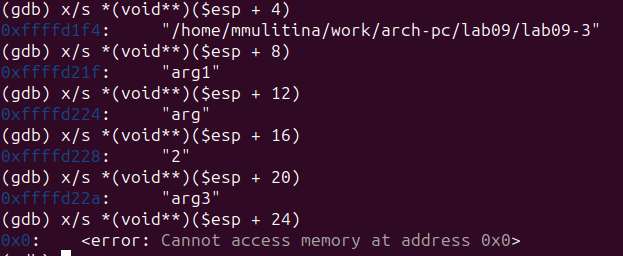 (gdb) x/s *(void**)($esp + 4)
0xffffd1f4:     "/home/mmulitina/work/arch-pc/lab09/lab09-3"
(gdb) x/s *(void**)($esp + 8)
0xffffd21f:     "arg1"
(gdb) x/s *(void**)($esp + 12)
0xffffd224:     "arg"
(gdb) x/s *(void**)($esp + 16)
0xffffd228:     "2"
(gdb) x/s *(void**)($esp + 20)
0xffffd22a:     "arg3"
(gdb) x/s *(void**)($esp + 24)
0x0:    <error: Cannot access memory at address 0x0>
(gdb)